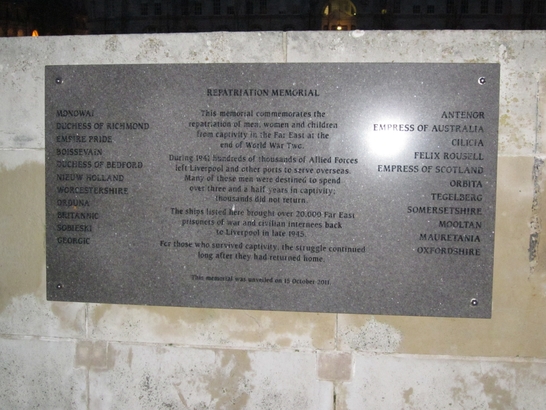 REPATRIATION MEMORIAL
MONOWAI
DUCHESS OF RICHMOND
EMPIRE PRIDE
BOISSEVAIN
DUCHESS OF BEDFORD
NIEUW HOLLAND
WORCESTERSHIRE
ORDUNA
BRITANNIC
SOBIESKI
GEORGIC
This memorial commemorates the
repatriation of men, women and children
from captivity in the Far East at the
end of World War Two.
During 1941 hundreds of thousands of Allied Forces
left Liverpool and other ports to serve overseas.
Many of those men were destined to spend
over three and a half years in captivity;
thousands did not return.
The ships listed here brought over 20,000 Far East
prisoners of war and civilian internees back
to Liverpool in late 1945.
For those who survived captivity, the struggle continued
long after they had returned home.
This memorial was unveiled on 15 October 2011.
ANTENOR
EMPRESS OF AUSTRALIA
CILICIA
FELIX ROUSELL
EMPRESS OF SCOTLAND
ORBITA
TEGELBERG
SOMERSETSHIRE
MOOLTAN
MAURETANIA
OXFORDSHIRE